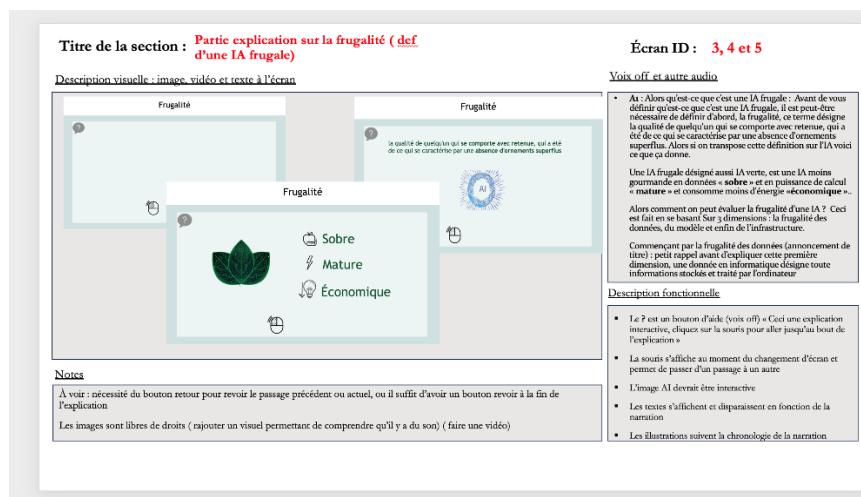 Titre de la section : Partie explication sur la frugalité ( def
d'une IA frugale)
Écran ID : 3, 4 et 5
Description visuelle : image, vidéo et texte à l'écran
Frugalité
?
Frugalité
?
la qualité de quelqu'un qui se comporte avec retenue, qui a été
de ce qui se caractérise par une absence d'ornements superflus
AI
Frugalité
?
Sobre
Mature
Économique
Notes
À voir : nécessité du bouton retour pour revoir le passage précédent ou actuel, ou il suffit d'avoir un bouton revoir à la fin de
l'explication
Les images sont libres de droits ( rajouter un visuel permettant de comprendre qu'il y a du son) ( faire une vidéo)
Voix off et autre audio
• A1 : Alors qu'est-ce que c'est une IA frugale : Avant de vous
définir qu'est-ce que c'est une IA frugale, il est peut-être
nécessaire de définir d'abord, la frugalité, ce terme désigne
la qualité de quelqu'un qui se comporte avec retenue, qui a
été de ce qui se caractérise par une absence d'ornements
superflus. Alors si on transpose cette définition sur l'IA voici
ce que ça donne.
Une IA frugale désigné aussi IA verte, est une IA moins
gourmande en données « sobre » et en puissance de calcul
« mature » et consomme moins d'énergie «économique »..
Alors comment on peut évaluer la frugalité d'une IA ? Ceci
est fait en se basant Sur 3 dimensions : la frugalité des
données, du modèle et enfin de l'infrastructure.
Commençant par la frugalité des données (annoncement de
titre) : petit rappel avant d'expliquer cette première
dimension, une donnée en informatique désigne toute
informations stockés et traité par l'ordinateur
Description fonctionnelle
▪ Le ? est un bouton d'aide (voix off) « Ceci une explication
interactive, cliquez sur la souris pour aller jusqu'au bout de
l'explication »
▪ La souris s'affiche au moment du changement d'écran et
permet de passer d'un passage à un autre
▪ L'image AI devrait être interactive
▪ Les textes s'affichent et disparaissent en fonction de la
narration
▪ Les illustrations suivent la chronologie de la narration